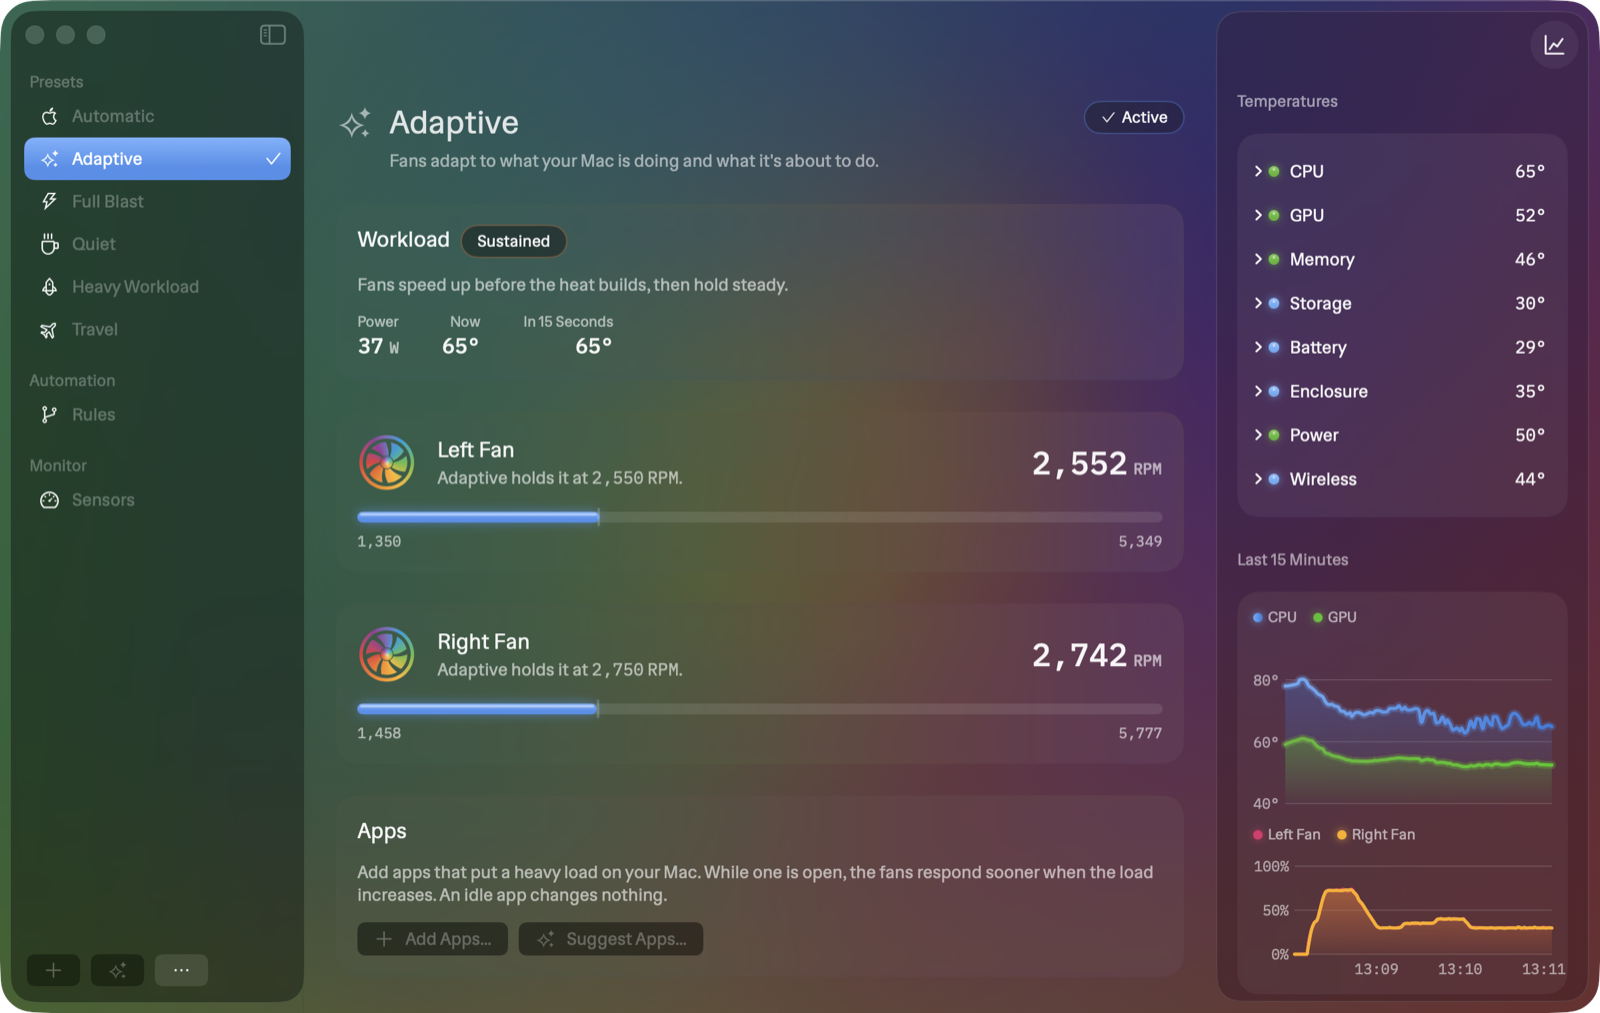 Presets
Automatic
Adaptive
Full Blast
Quiet
Heavy Workload
Travel
Automation
Rules
Monitor
Sensors
Adaptive
Active
Fans adapt to what your Mac is doing and what it's about to do.
Workload Sustained
Fans speed up before the heat builds, then hold steady.
Power Now In 15 Seconds
37 W 65° 65°
Left Fan
Adaptive holds it at 2,550 RPM.
2,552 RPM
1,350 5,349
Right Fan
Adaptive holds it at 2,750 RPM.
2,742 RPM
1,458 5,777
Apps
Add apps that put a heavy load on your Mac. While one is open, the fans respond sooner when the load
increases. An idle app changes nothing.
Add Apps... Suggest Apps...
Temperatures
CPU 65°
GPU 52°
Memory 46°
Storage 30°
Battery 29°
Enclosure 35°
Power 50°
Wireless 44°
Last 15 Minutes
CPU GPU
80°
60°
40°
Left Fan Right Fan
100%
50%
0%
13:09 13:10 13:11